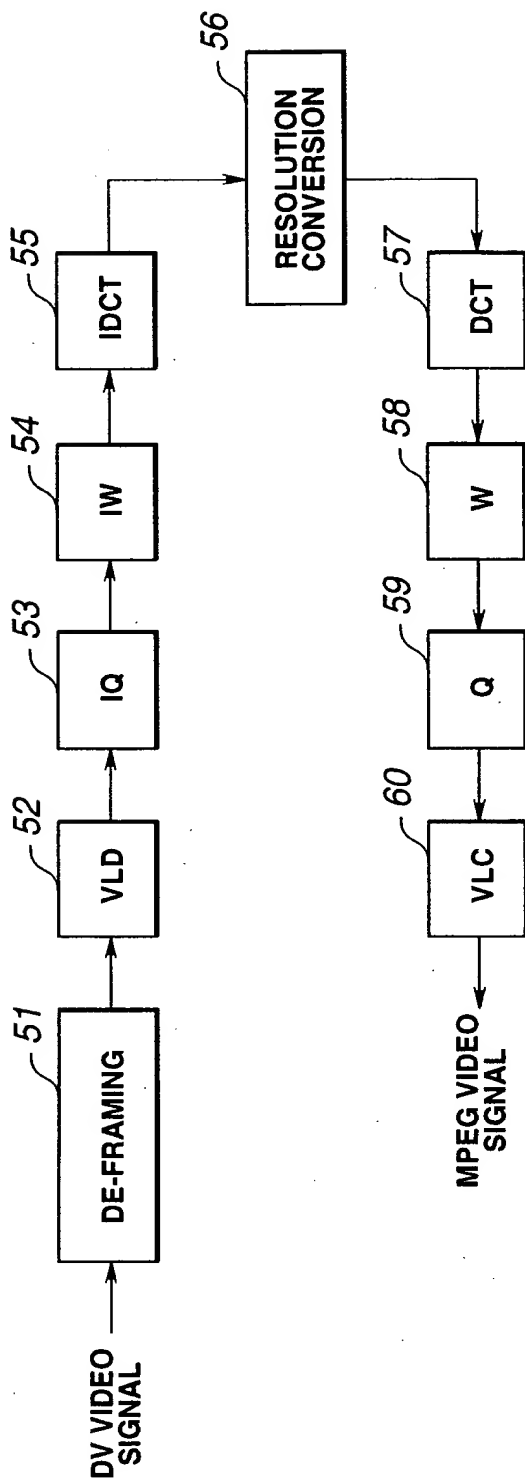 DV VIDEO
SIGNAL
51
DE-FRAMING
52
VLD
53
IQ
54
IW
55
IDCT
56
RESOLUTION
CONVERSION
57
DCT
58
W
59
Q
60
VLC
MPEG VIDEO
SIGNAL